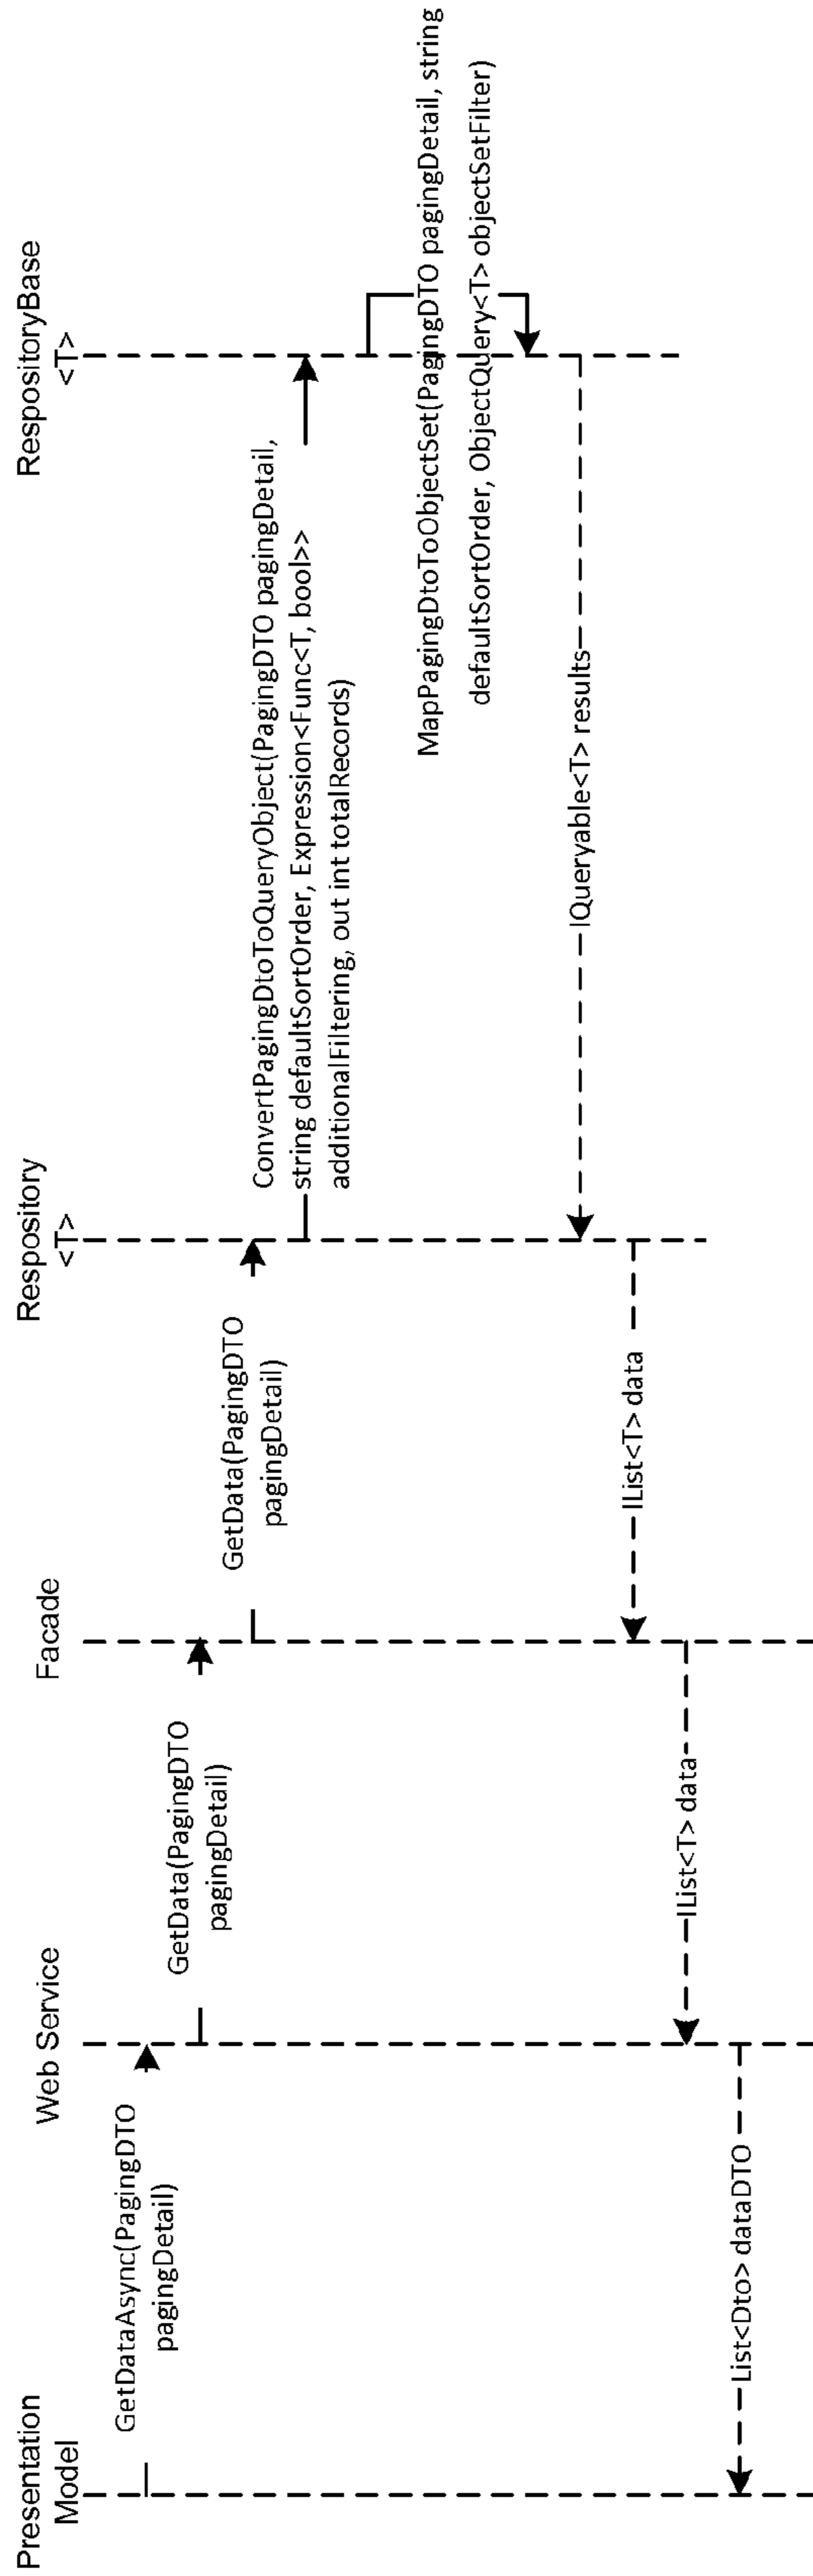 Presentation
Model
Web Service
Facade
Respository
<T>
RespositoryBase
<T>
GetDataAsync(PagingDTO
pagingDetail)
GetData(PagingDTO
pagingDetail)
GetData(PagingDTO
pagingDetail)
ConvertPagingDtoToQueryObject(PagingDTO pagingDetail,
string defaultSortOrder, Expression<Func<T, bool>>
additionalFiltering, out int totalRecords)
MapPagingDtoToObjectSet(PagingDTO pagingDetail, string
defaultSortOrder, ObjectQuery<T> objectSetFilter)
IQueryable<T> results
IList<T> data
IList<T> data
List<Dto> dataDTO